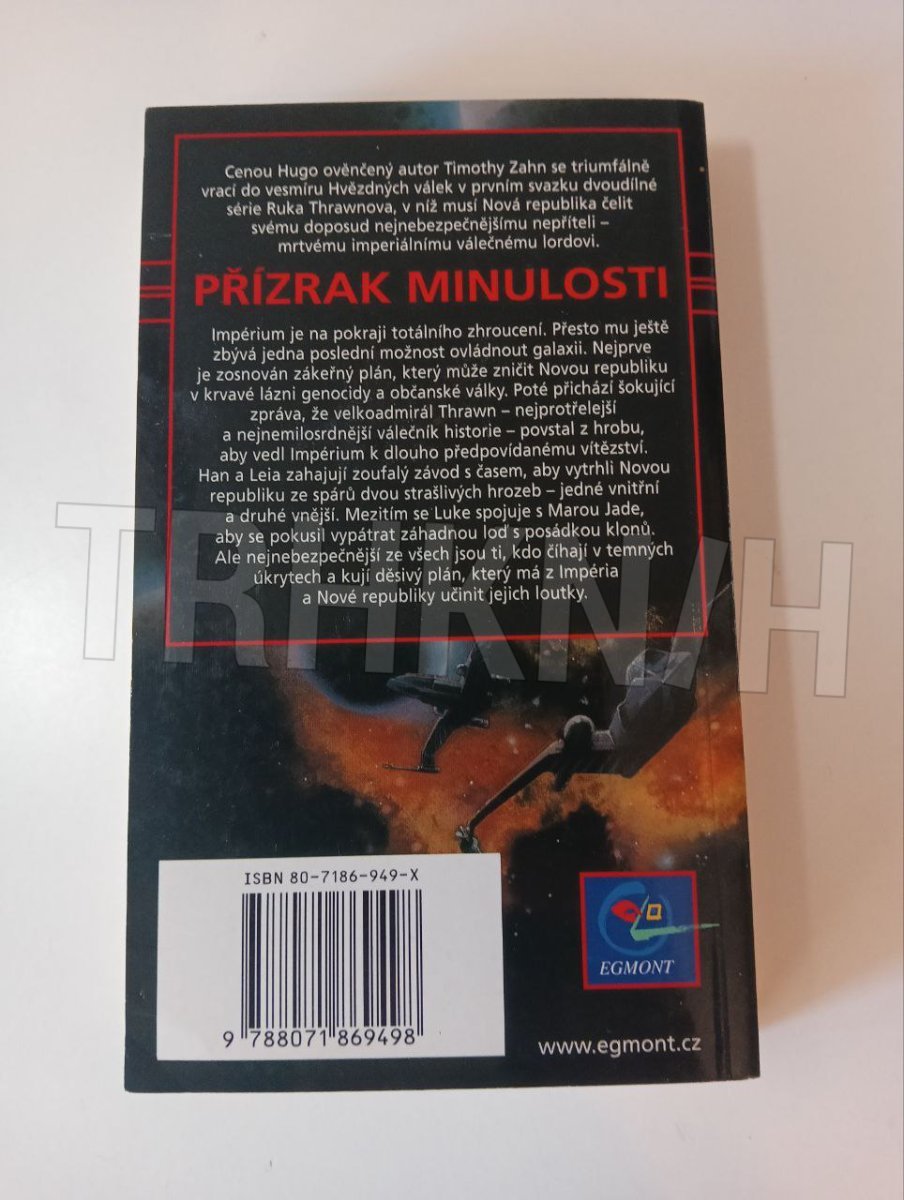 Cenou Hugo ověnčený autor Timothy Zahn se triumfálně
vrací do vesmíru Hvězdných válek v prvním svazku dvoudílné
série Ruka Thrawnova, v níž musí Nová republika čelit
svému doposud nejnebezpečnějšímu nepříteli –
mrtvému imperiálnímu válečnému lordovi.
PŘÍZRAK MINULOSTI
Impérium je na pokraji totálního zhroucení. Přesto mu ještě
zbývá jedna poslední možnost ovládnout galaxii. Nejprve
je zosnován zákeřný plán, který může zničit Novou republiku
v krvavé lázni genocidy a občanské války. Poté přichází šokující
zpráva, že velkoadmirál Thrawn – nejprotřelejší
a nejnemilosrdnější válečník historie – povstal z hrobu,
aby vedl Impérium k dlouho předpovídanému vítězství.
Han a Leia zahajují zoufalý závod s časem, aby vytrhli Novou
republiku ze spárů dvou strašlivých hrozeb – jedné vnitřní
a druhé vnější. Mezitím se Luke spojuje s Marou Jade,
aby se pokusil vypátrat záhadnou loď s posádkou klonů.
Ale nejnebezpečnější ze všech jsou ti, kdo číhají v temných
úkrytech a kují děsivý plán, který má z Impéria
a Nové republiky učinit jejich loutky.
TRHKN/H
ISBN 80-7186-949-X
9 788071 869498
EGMONT
www.egmont.cz